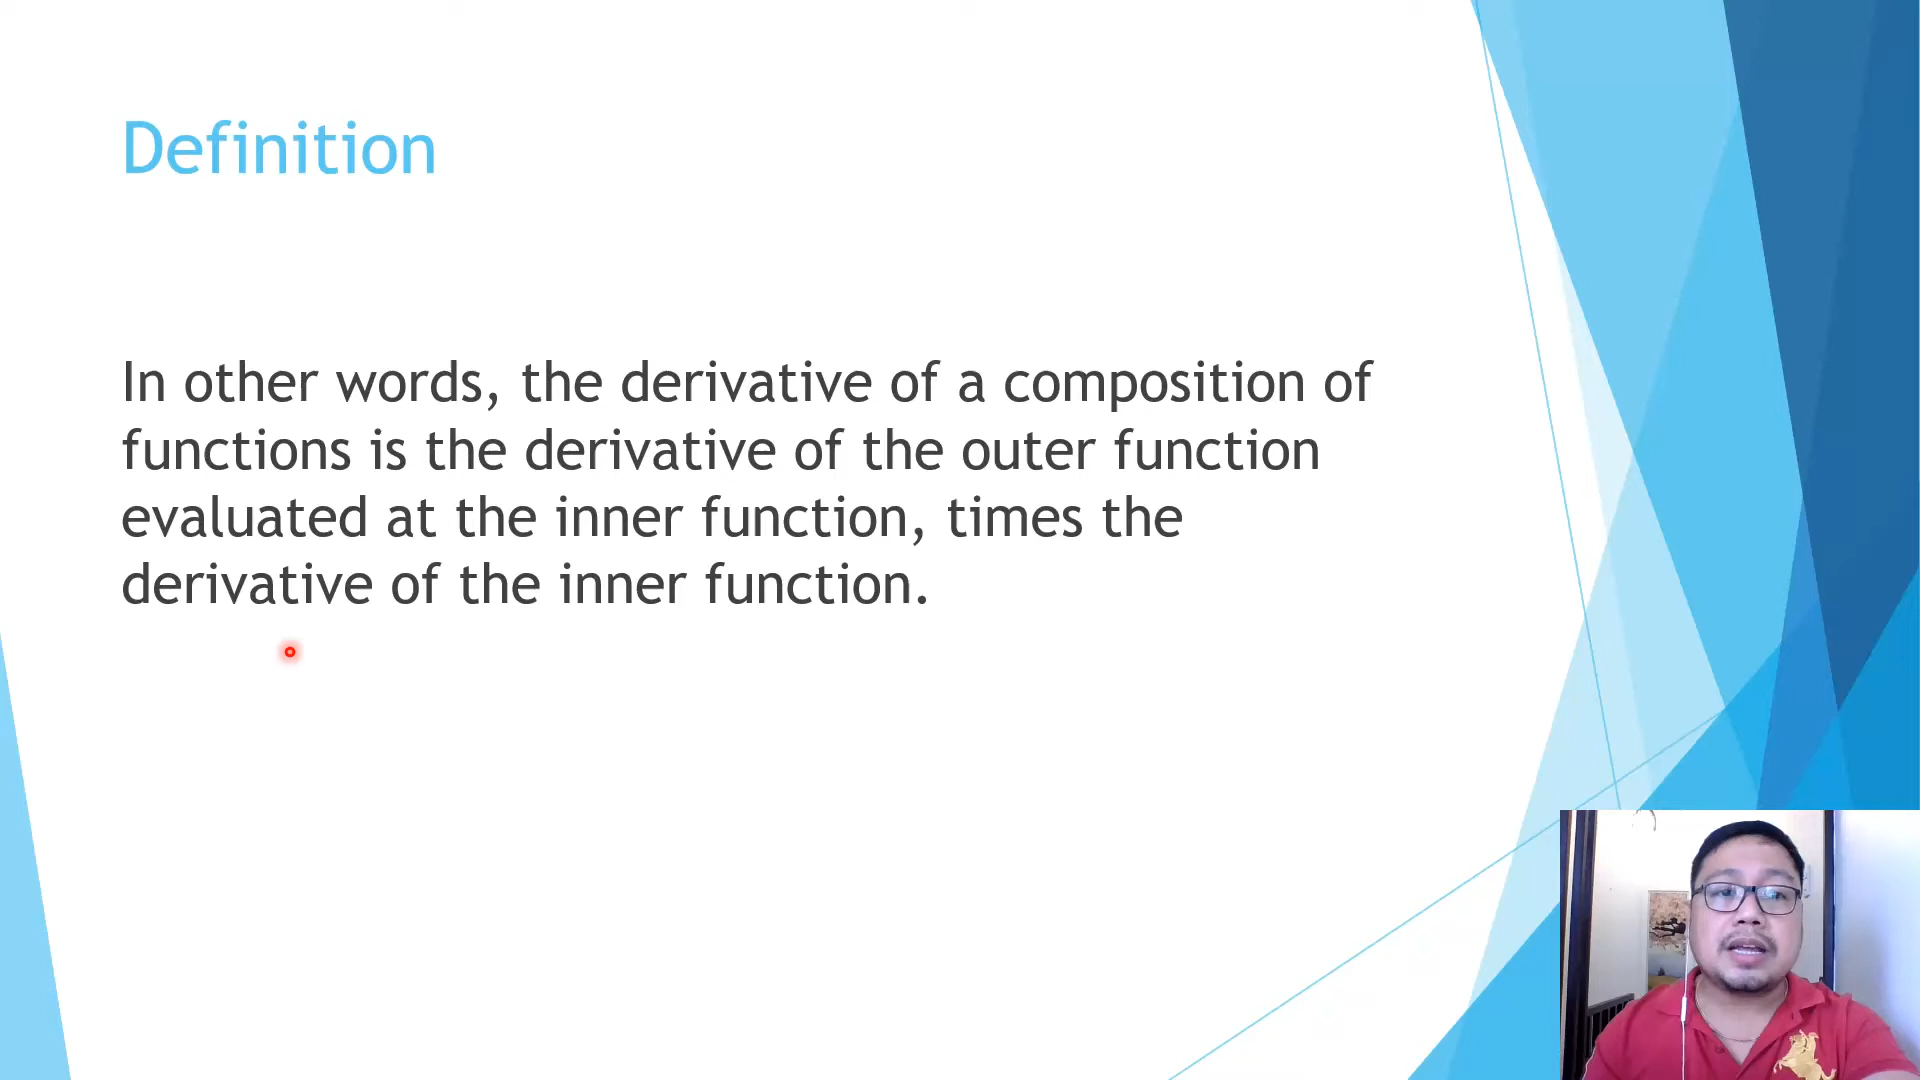 Definition
In other words, the derivative of a composition of
functions is the derivative of the outer function
evaluated at the inner function, times the
derivative of the inner function.